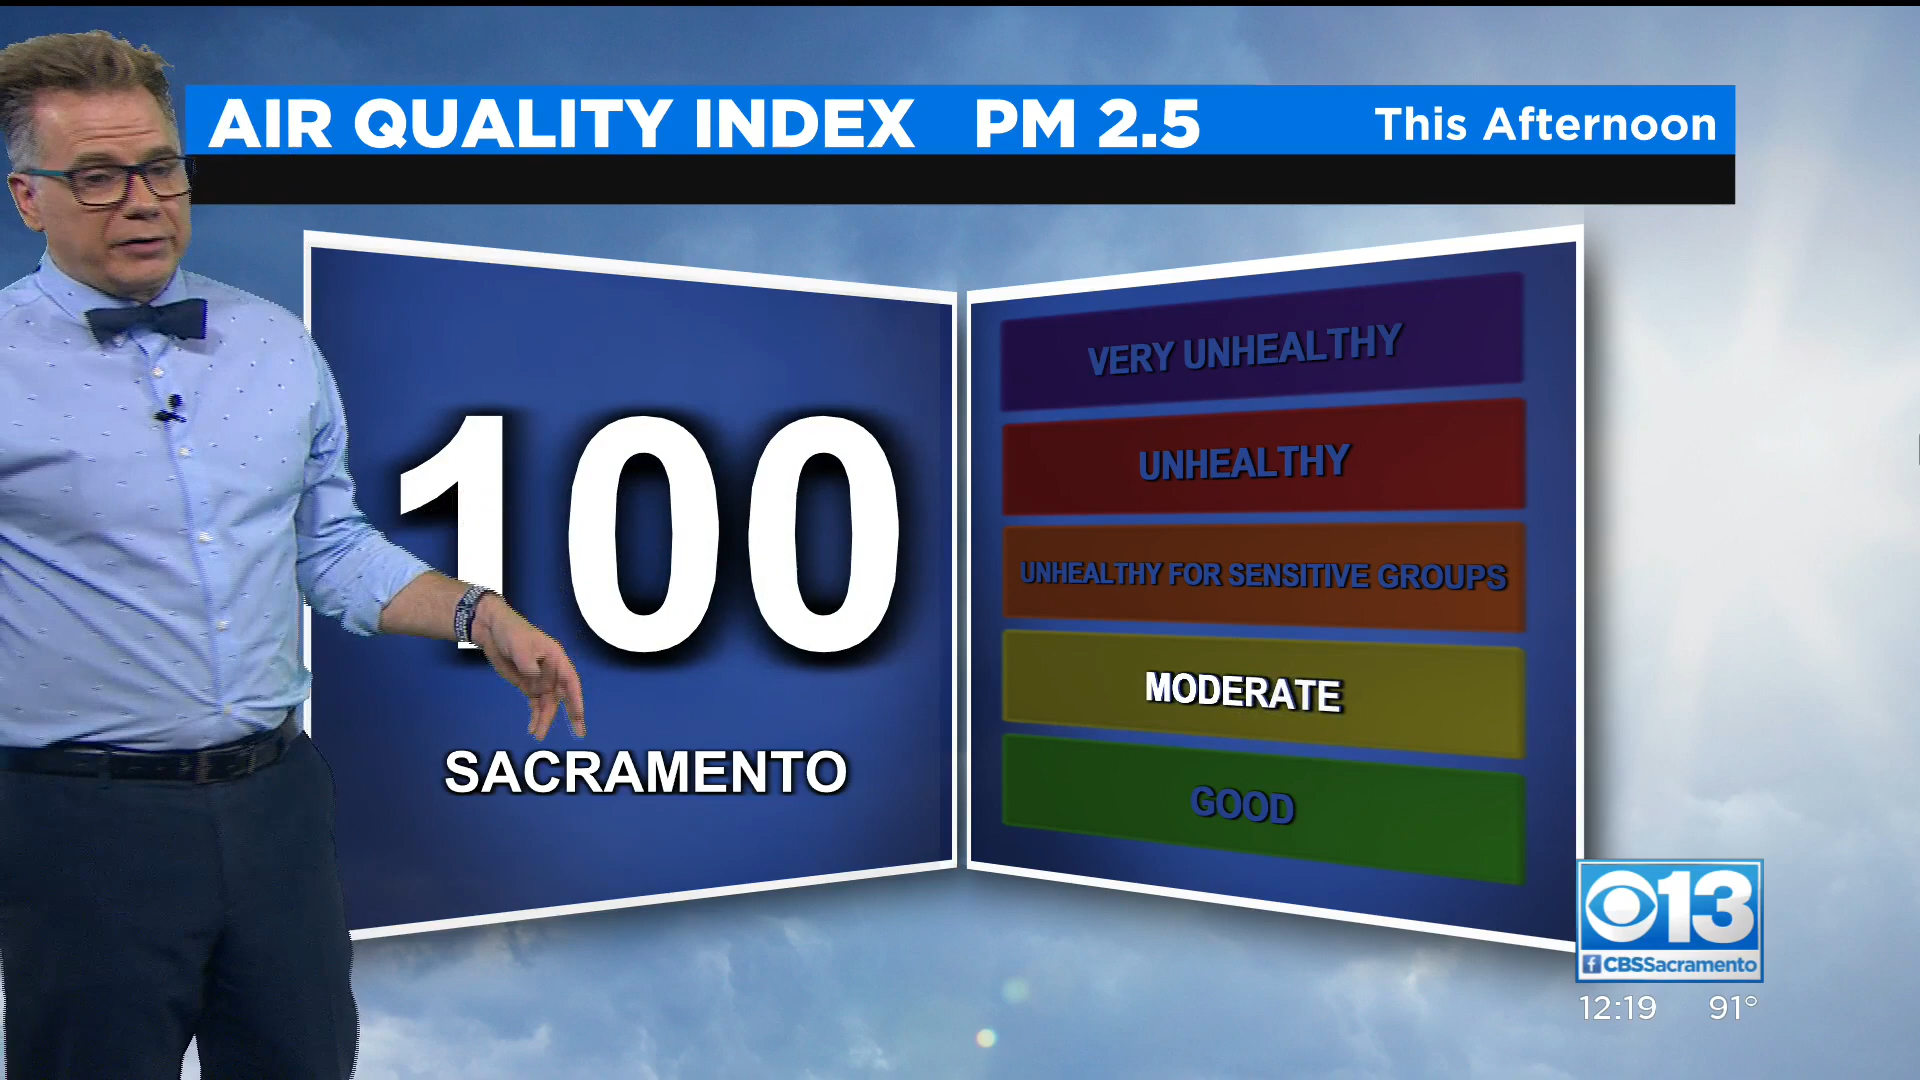 AIR QUALITY INDEX PM 2.5 This Afternoon
100
SACRAMENTO
VERY UNHEALTHY
UNHEALTHY
UNHEALTHY FOR SENSITIVE GROUPS
MODERATE
GOOD
13
f CBSSacramento
12:19 91°